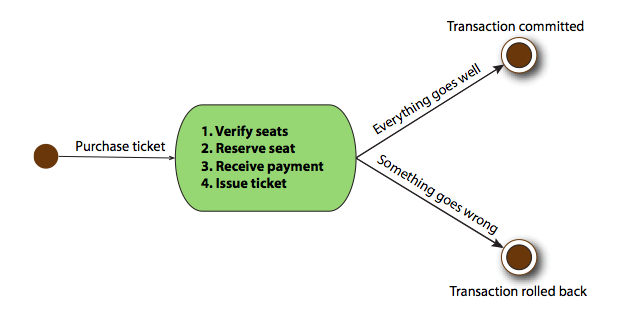 Transaction committed
Everything goes well
Purchase ticket
1. Verify seats
2. Reserve seat
3. Receive payment
4. Issue ticket
Something goes wrong
Transaction rolled back